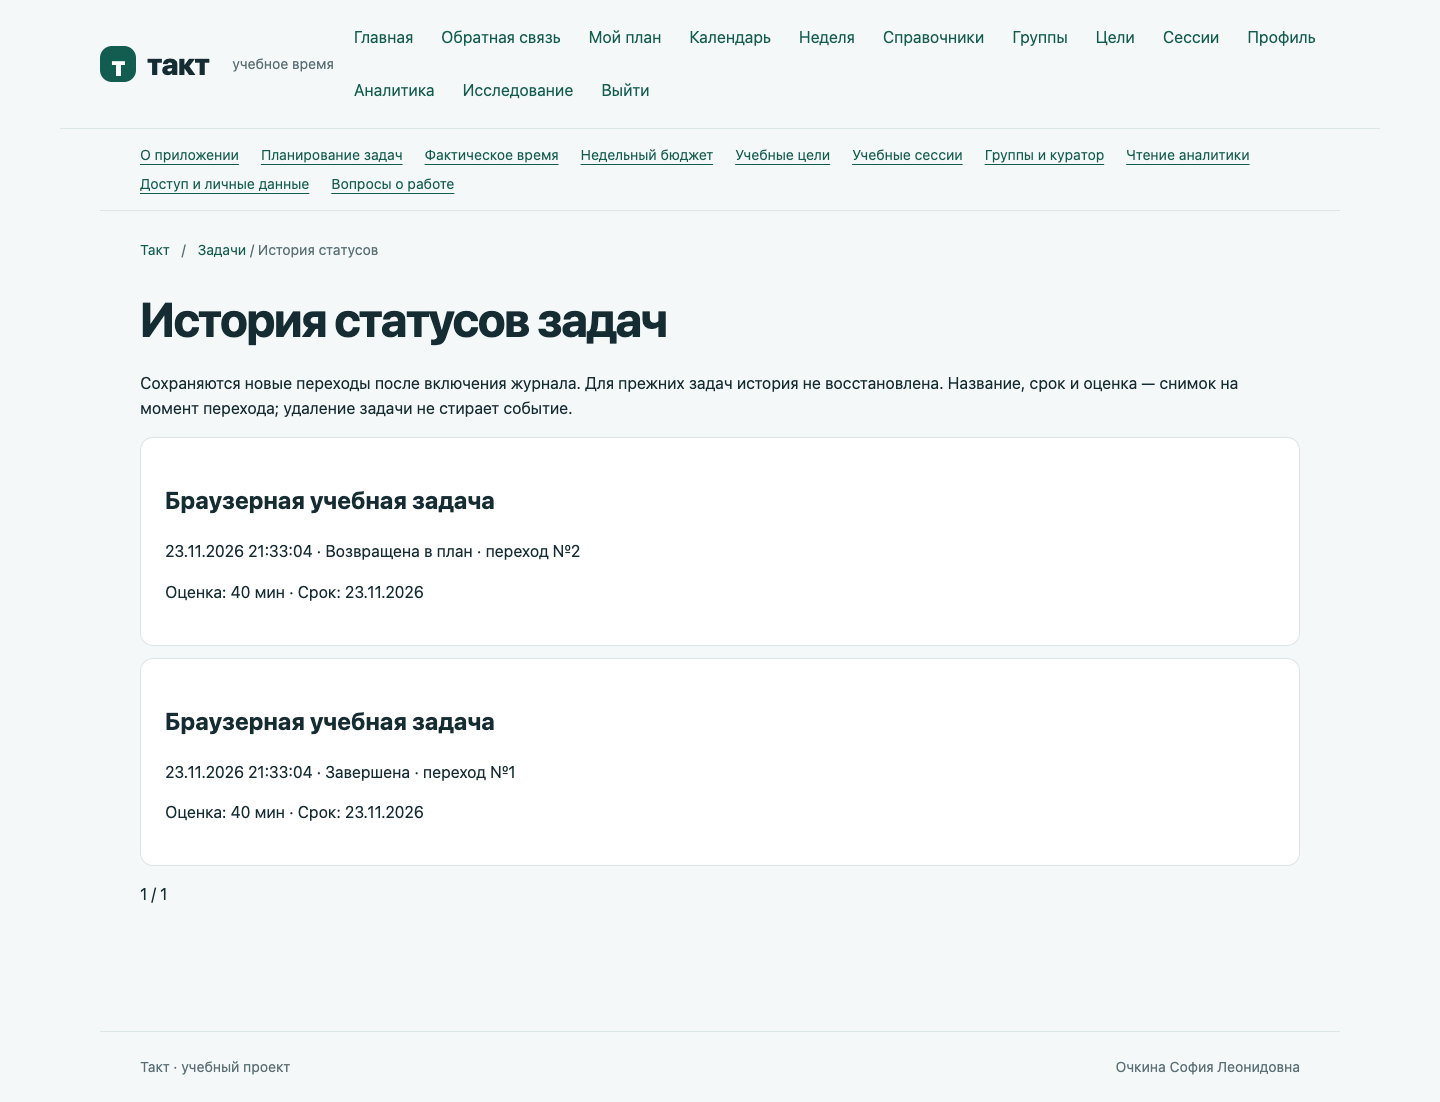 т такт учебное время
Главная Обратная связь Мой план Календарь Неделя Справочники Группы Цели Сессии Профиль
Аналитика Исследование Выйти
О приложении Планирование задач Фактическое время Недельный бюджет Учебные цели Учебные сессии Группы и куратор Чтение аналитики
Доступ и личные данные Вопросы о работе
Такт / Задачи / История статусов
История статусов задач
Сохраняются новые переходы после включения журнала. Для прежних задач история не восстановлена. Название, срок и оценка — снимок на
момент перехода; удаление задачи не стирает событие.
Браузерная учебная задача
23.11.2026 21:33:04 · Возвращена в план · переход №2
Оценка: 40 мин · Срок: 23.11.2026
Браузерная учебная задача
23.11.2026 21:33:04 · Завершена · переход №1
Оценка: 40 мин · Срок: 23.11.2026
1 / 1
Такт · учебный проект Очкина София Леонидовна